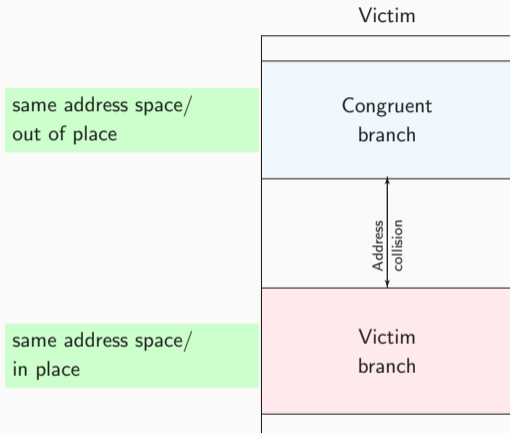 Victim
same address space/
out of place
Congruent
branch
Address
collision
same address space/
in place
Victim
branch